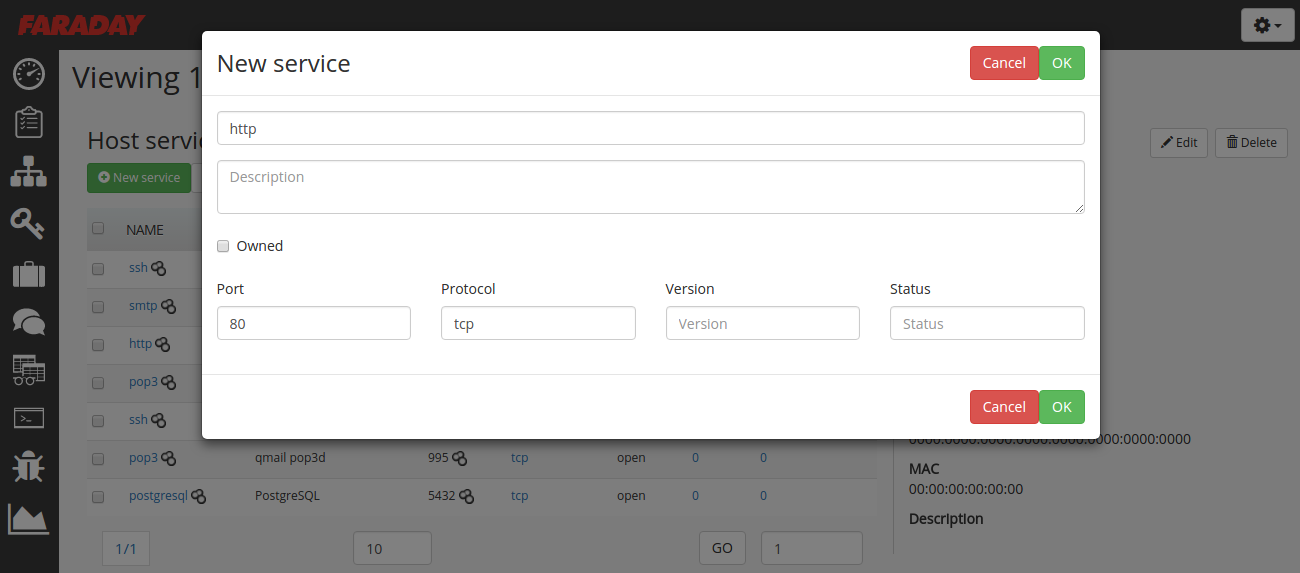 FARADAY
Viewing 1
New service
Cancel OK
http
Host servi
Edit Delete
New service
Description
NAME
Owned
ssh
Port Protocol Version Status
smtp
80 tcp Version Status
http
pop3
Cancel OK
ssh
0000:0000:0000:0000:0000:0000:0000:0000
pop3 qmail pop3d 995 tcp open 0 0
MAC
00:00:00:00:00:00
postgresql PostgreSQL 5432 tcp open 0 0
Description
1/1 10 GO 1